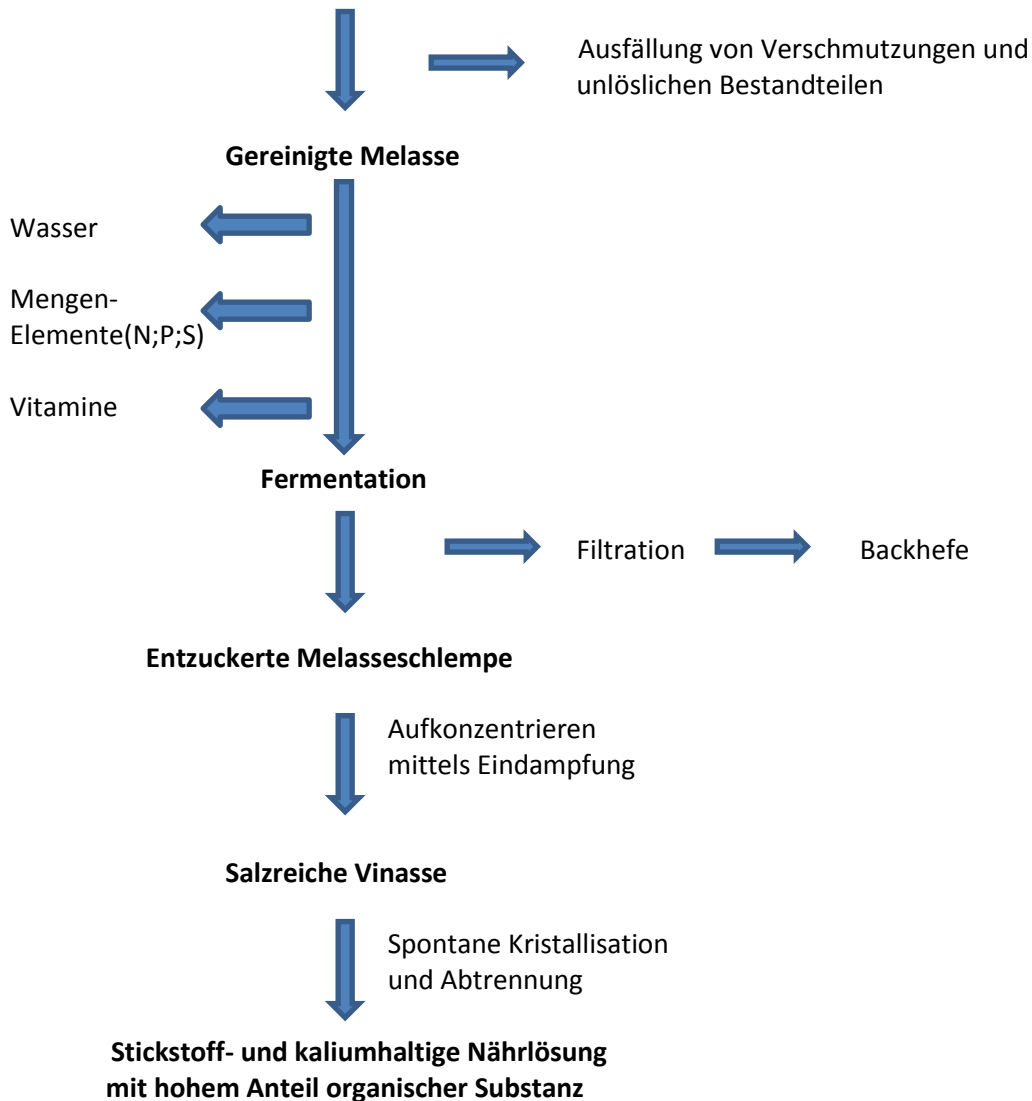 Ausfällung von Verschmutzungen und
unlöslichen Bestandteilen
Gereinigte Melasse
Wasser
Mengen-
Elemente(N;P;S)
Vitamine
Fermentation
Filtration
Backhefe
Entzuckerte Melasseschlempe
Aufkonzentrieren
mittels Eindampfung
Salzreiche Vinasse
Spontane Kristallisation
und Abtrennung
Stickstoff- und kaliumhaltige Nährlösung
mit hohem Anteil organischer Substanz